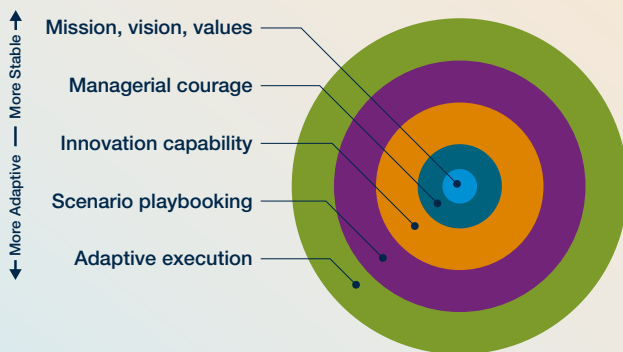 Mission, vision, values
Managerial courage
Innovation capability
Scenario playbooking
Adaptive execution
More Adaptive — More Stable